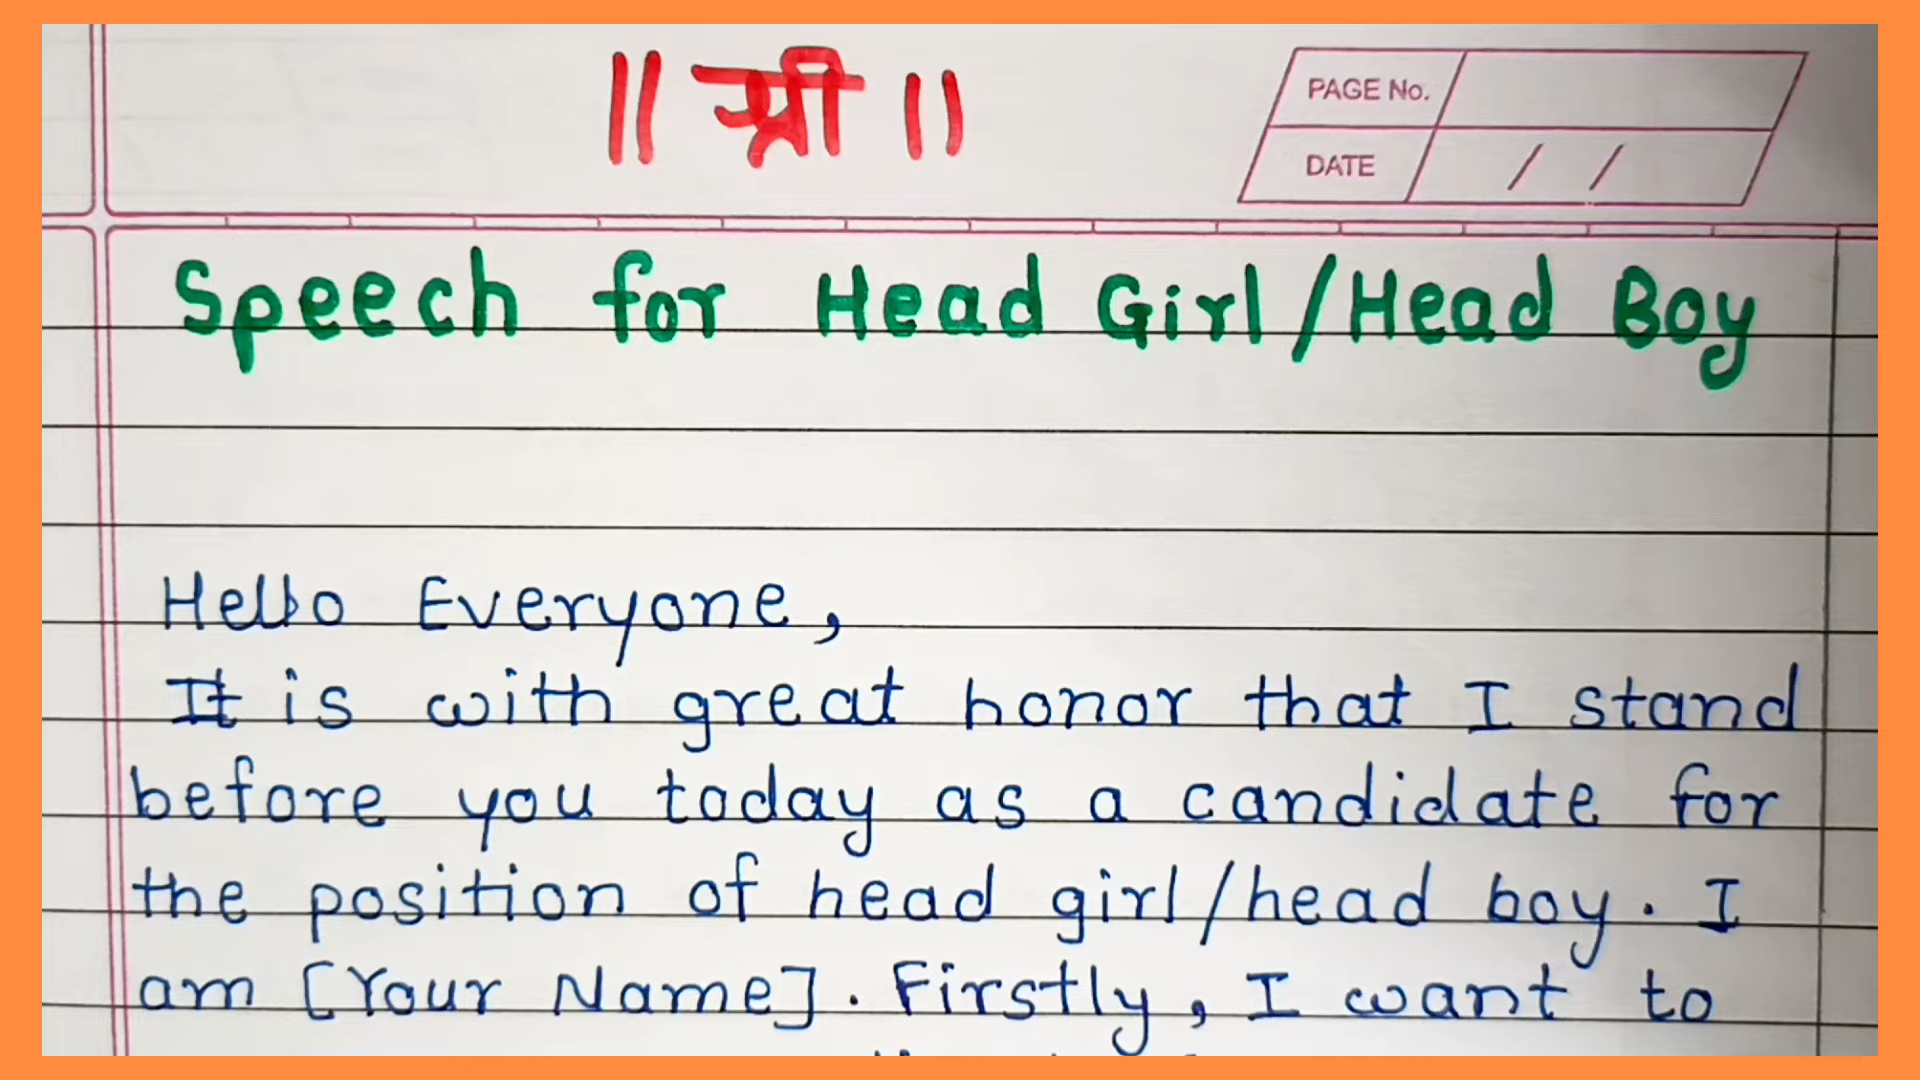 || श्री ||
PAGE No.
DATE / /
Speech for Head Girl/Head Boy
Hello Everyone,
It is with great honor that I stand
before you today as a candidate for
the position of head girl/head boy. I
am [Your Name]. Firstly, I want to